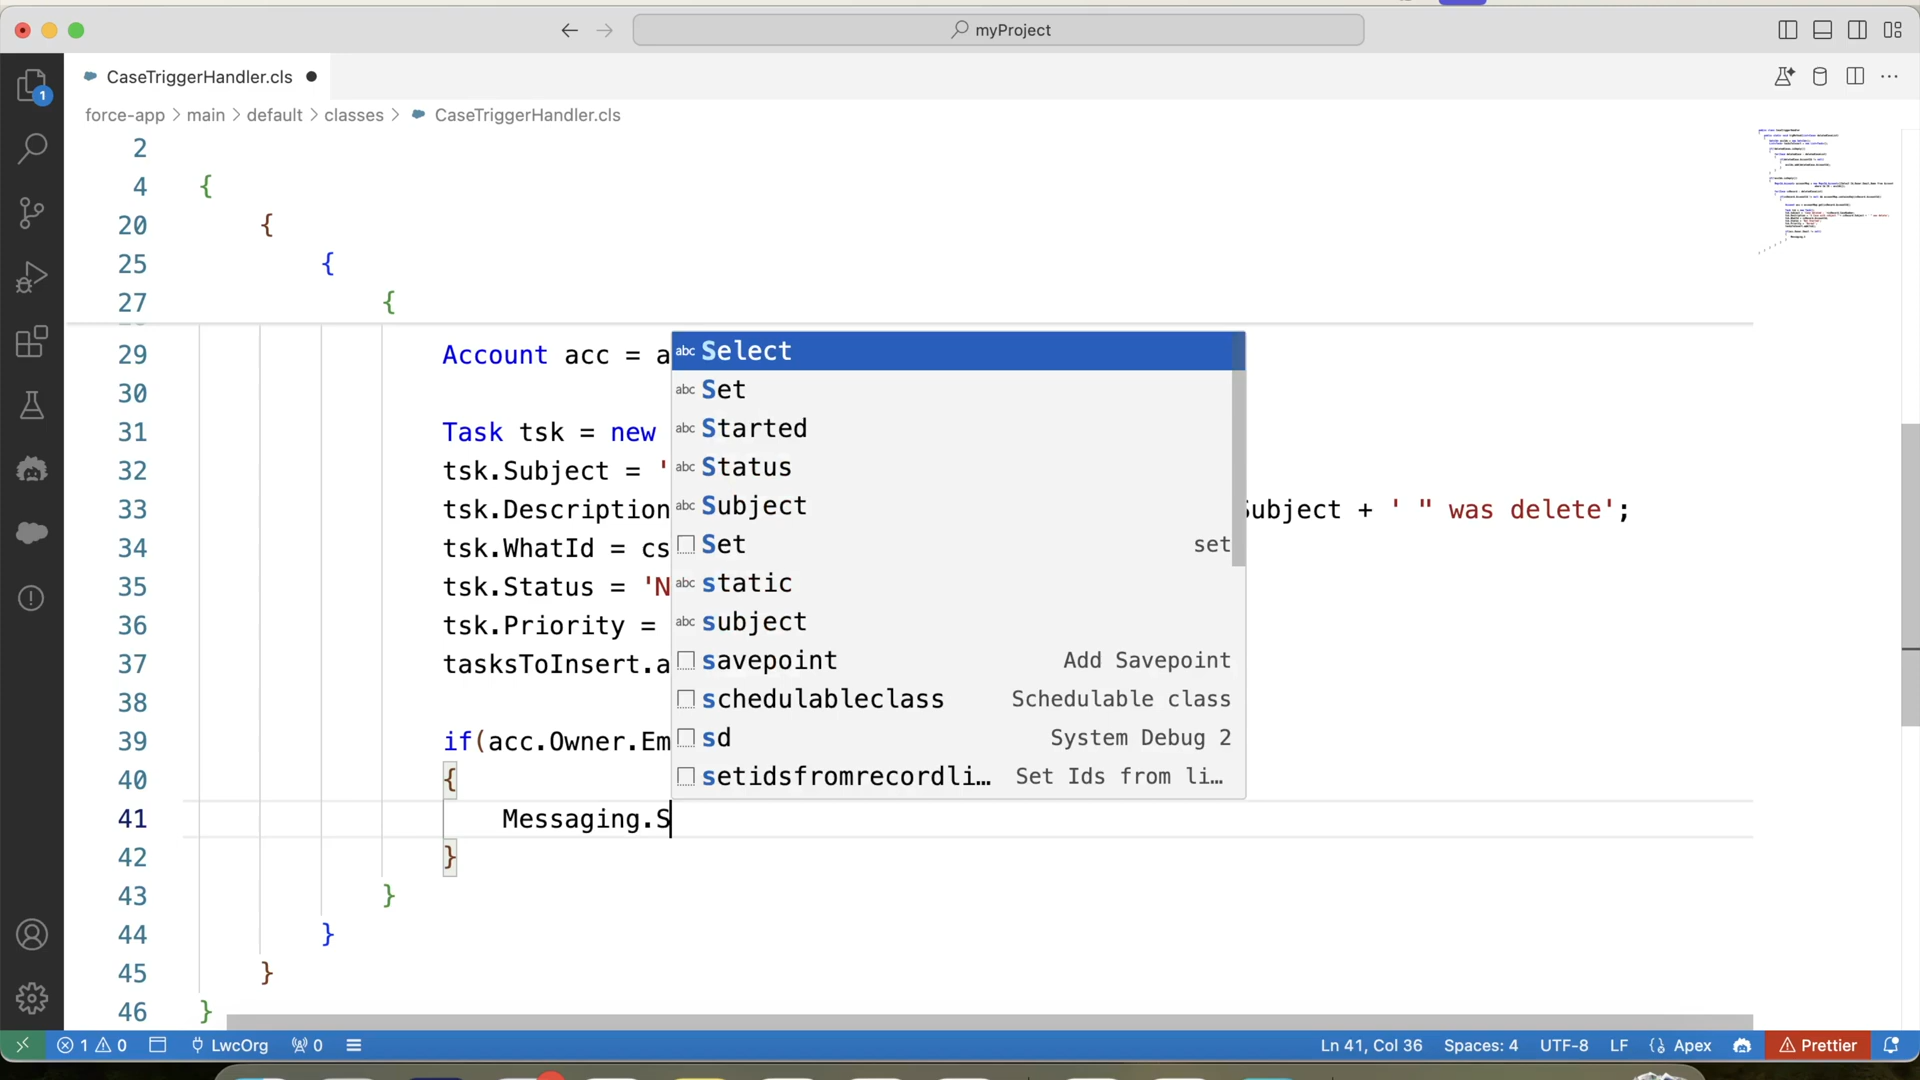 myProject
CaseTriggerHandler.cls
force-app > main > default > classes > CaseTriggerHandler.cls
1
2
4 {
20 {
25 {
27 {
29 Account acc = a
30
31 Task tsk = new
32 tsk.Subject = '
33 tsk.Description Subject + ' " was delete';
34 tsk.WhatId = cs
35 tsk.Status = 'N
36 tsk.Priority =
37 tasksToInsert.a
38
39 if(acc.Owner.Em
40 {
41 Messaging.S
42 }
43 }
44 }
45 }
46 }
abc Select
abc Set
abc Started
abc Status
abc Subject
Set set
abc static
abc subject
savepoint Add Savepoint
schedulableclass Schedulable class
sd System Debug 2
setidsfromrecordli… Set Ids from li…
1 0 LwcOrg 0 Ln 41, Col 36 Spaces: 4 UTF-8 LF Apex Prettier